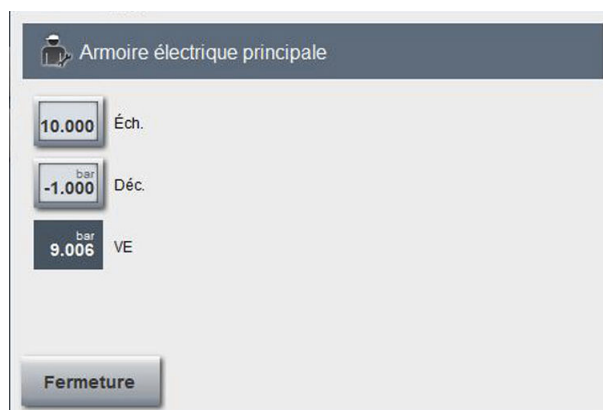 Armoire électrique principale
10.000 Éch.
bar
-1.000 Déc.
bar
9.006 VE
Fermeture